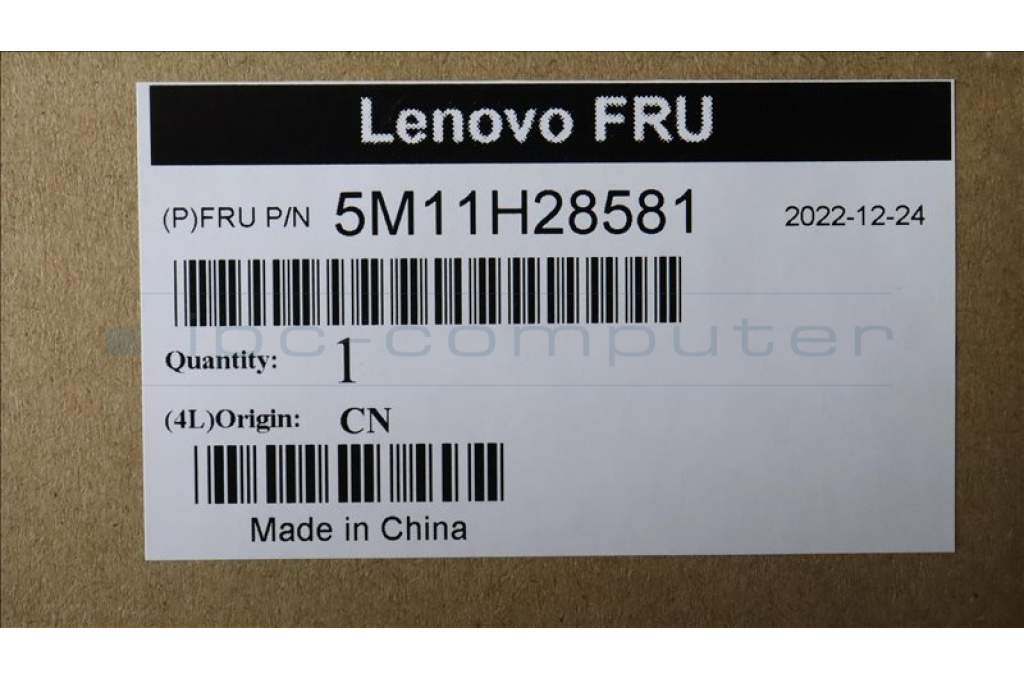 Lenovo FRU
(P)FRU P/N 5M11H28581 2022-12-24
ipc-computer
Quantity: 1
(4L)Origin: CN
Made in China